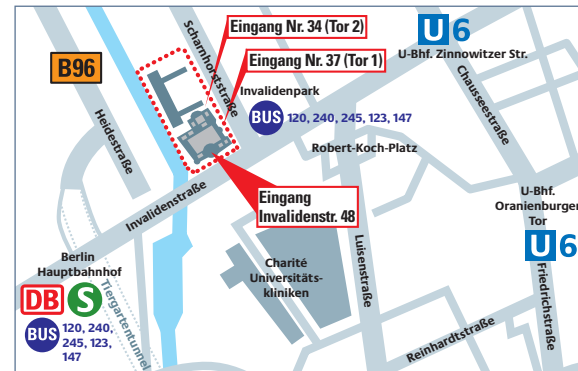 Eingang Nr. 34 (Tor 2)
U6
U-Bhf. Zinnowitzer Str.
Scharnhorststraße
B96
Eingang Nr. 37 (Tor 1)
Invalidenpark
BUS 120, 240, 245, 123, 147
Chausseestraße
Heidestraße
Robert-Koch-Platz
Invalidenstraße
Eingang
Invalidenstr. 48
U-Bhf.
Oranienburger
Tor
U6
Berlin
Hauptbahnhof
DB S
BUS 120, 240,
245, 123,
147
Tiergartentunnel
Charité
Universitäts-
kliniken
Luisenstraße
Friedrichstraße
Reinhardtstraße